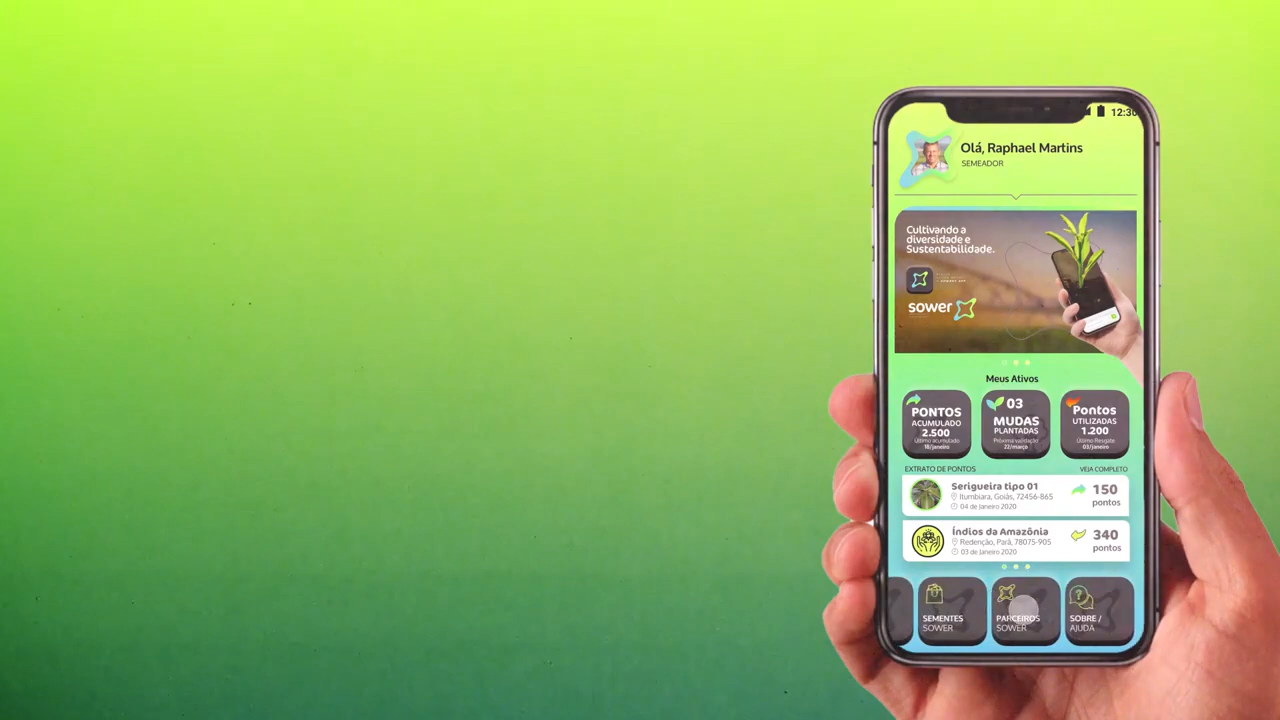 12:30
Olá, Raphael Martins
SEMEADOR
Cultivando a
diversidade e
Sustentabilidade.
sower
Meus Ativos
PONTOS
ACUMULADO
2.500
Último acumulado
18/janeiro
03
MUDAS
PLANTADAS
Próxima validação
22/março
Pontos
UTILIZADAS
1.200
Último Resgate
03/janeiro
EXTRATO DE PONTOS
VEJA COMPLETO
Serigueira tipo 01
Itumbiara, Goiás, 72456-865
04 de Janeiro 2020
150
pontos
Índios da Amazônia
Redenção, Pará, 78075-905
03 de Janeiro 2020
340
pontos
SEMENTES
SOWER
PARCEIROS
SOWER
SOBRE /
AJUDA